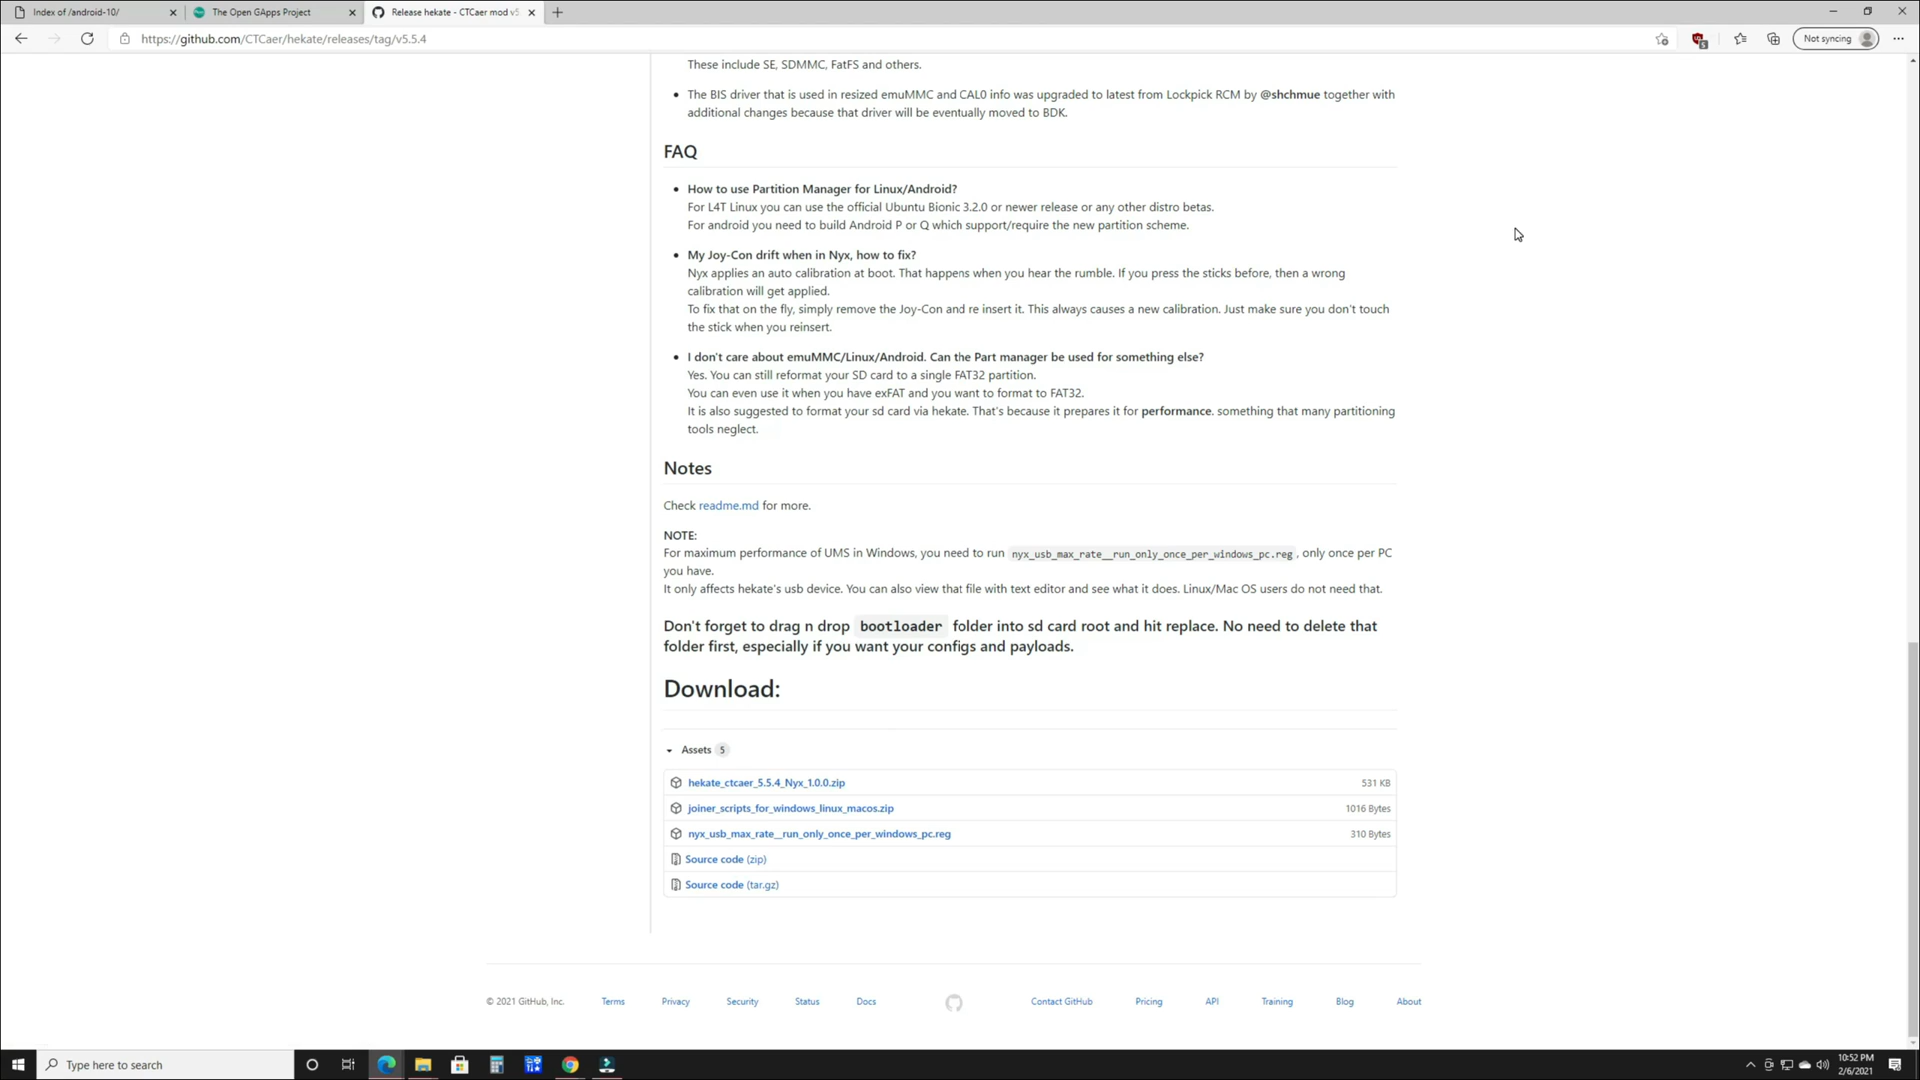 Index of /android-10/
The Open GApps Project
Release hekate - CTCaer mod v5
https://github.com/CTCaer/hekate/releases/tag/v5.5.4
Not syncing
These include SE, SDMMC, FatFS and others.
The BIS driver that is used in resized emuMMC and CAL0 info was upgraded to latest from Lockpick RCM by @shchmue together with
additional changes because that driver will be eventually moved to BDK.
FAQ
How to use Partition Manager for Linux/Android?
For L4T Linux you can use the official Ubuntu Bionic 3.2.0 or newer release or any other distro betas.
For android you need to build Android P or Q which support/require the new partition scheme.
My Joy-Con drift when in Nyx, how to fix?
Nyx applies an auto calibration at boot. That happens when you hear the rumble. If you press the sticks before, then a wrong
calibration will get applied.
To fix that on the fly, simply remove the Joy-Con and re insert it. This always causes a new calibration. Just make sure you don't touch
the stick when you reinsert.
I don't care about emuMMC/Linux/Android. Can the Part manager be used for something else?
Yes. You can still reformat your SD card to a single FAT32 partition.
You can even use it when you have exFAT and you want to format to FAT32.
It is also suggested to format your sd card via hekate. That's because it prepares it for performance. something that many partitioning
tools neglect.
Notes
Check readme.md for more.
NOTE:
For maximum performance of UMS in Windows, you need to run nyx_usb_max_rate__run_only_once_per_windows_pc.reg , only once per PC
you have.
It only affects hekate's usb device. You can also view that file with text editor and see what it does. Linux/Mac OS users do not need that.
Don't forget to drag n drop bootloader folder into sd card root and hit replace. No need to delete that
folder first, especially if you want your configs and payloads.
Download:
Assets 5
hekate_ctcaer_5.5.4_Nyx_1.0.0.zip 531 KB
joiner_scripts_for_windows_linux_macos.zip 1016 Bytes
nyx_usb_max_rate__run_only_once_per_windows_pc.reg 310 Bytes
Source code (zip)
Source code (tar.gz)
© 2021 GitHub, Inc. Terms Privacy Security Status Docs Contact GitHub Pricing API Training Blog About
Type here to search
10:52 PM
2/6/2021